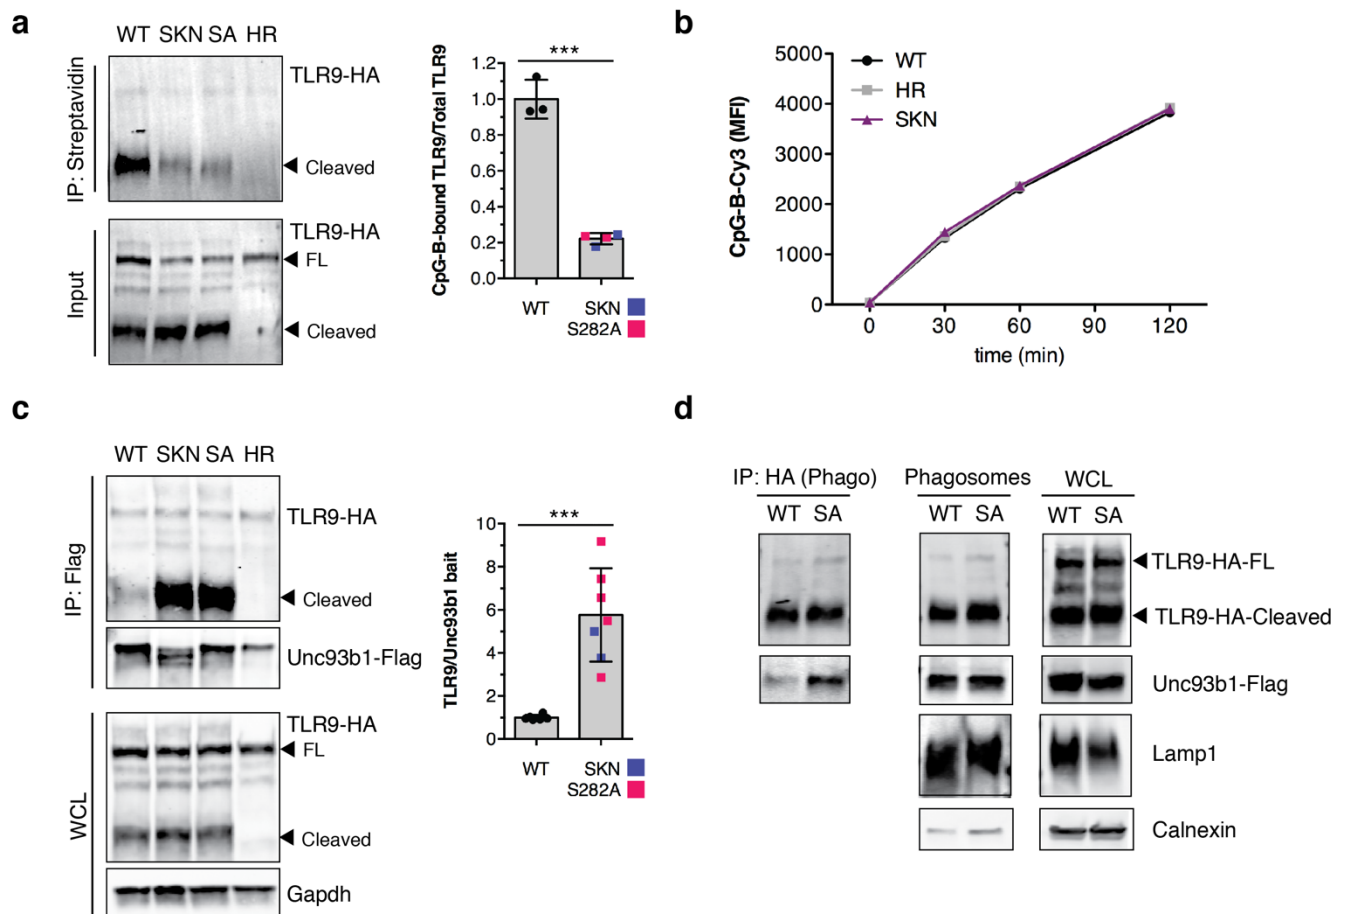 a
WT SKN SA HR
IP: Streptavidin
TLR9-HA
Cleaved
Input
TLR9-HA
FL
Cleaved
CpG-B-bound TLR9/Total TLR9
***
1.2
1.0
0.8
0.6
0.4
0.2
0.0
WT SKN
S282A
b
CpG-B-Cy3 (MFI)
5000
4000
3000
2000
1000
0
WT
HR
SKN
0 30 60 90 120
time (min)
c
WT SKN SA HR
IP: Flag
TLR9-HA
Cleaved
Unc93b1-Flag
WCL
TLR9-HA
FL
Cleaved
Gapdh
TLR9/Unc93b1 bait
***
10
8
6
4
2
0
WT SKN
S282A
d
IP: HA (Phago) Phagosomes WCL
WT SA WT SA WT SA
TLR9-HA-FL
TLR9-HA-Cleaved
Unc93b1-Flag
Lamp1
Calnexin